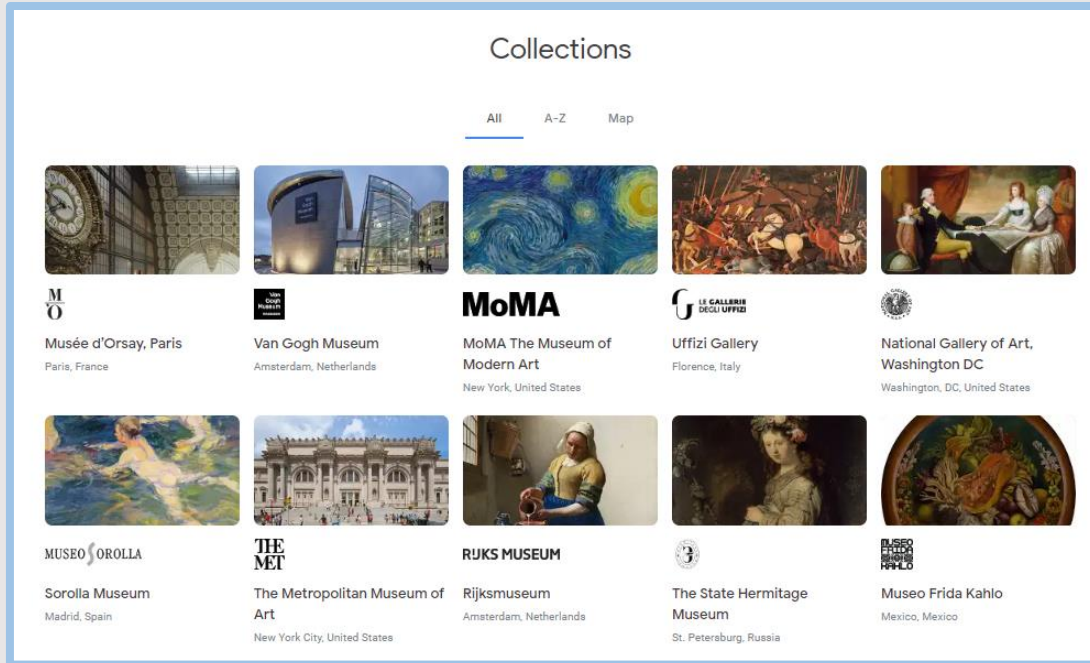 Collections
All A-Z Map
Van
Gogh
Museum
M
O
Van
Gogh
Museum
MoMA
LE GALLERIE
DEGLI UFFIZI
Musée d'Orsay, Paris
Paris, France
Van Gogh Museum
Amsterdam, Netherlands
MoMA The Museum of
Modern Art
New York, United States
Uffizi Gallery
Florence, Italy
National Gallery of Art,
Washington DC
Washington, DC, United States
MUSEO SOROLLA
THE
MET
RIJKS MUSEUM
MUSEO
FRIDA
KAHLO
Sorolla Museum
Madrid, Spain
The Metropolitan Museum of
Art
New York City, United States
Rijksmuseum
Amsterdam, Netherlands
The State Hermitage
Museum
St. Petersburg, Russia
Museo Frida Kahlo
Mexico, Mexico